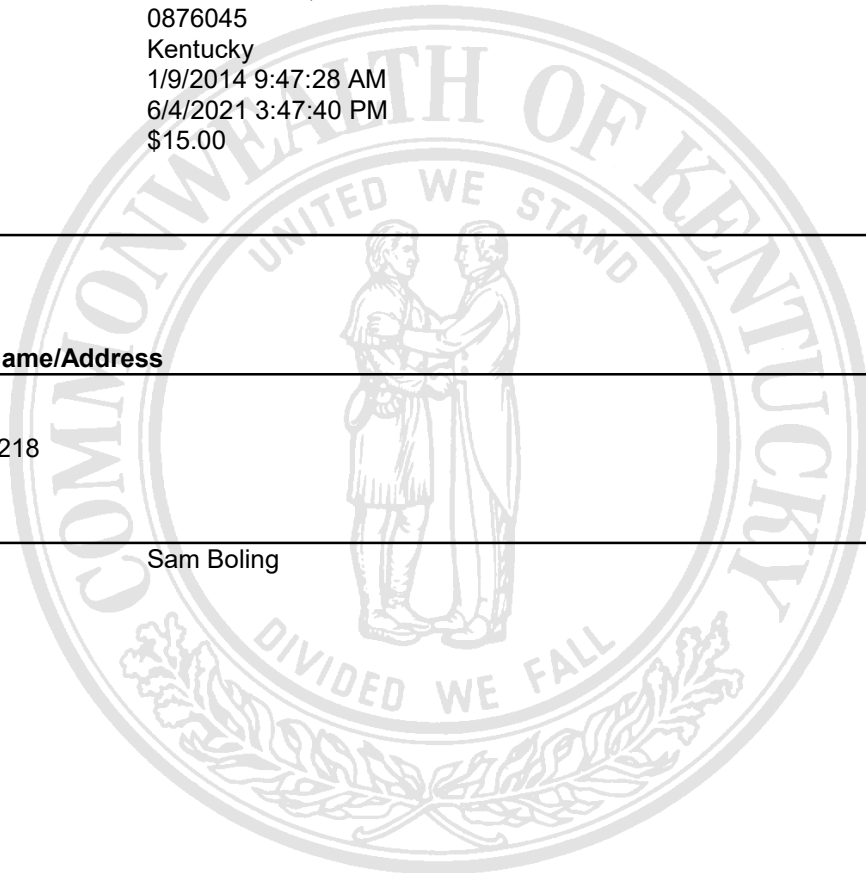 0876045
Kentucky
1/9/2014 9:47:28 AM
6/4/2021 3:47:40 PM
$15.00
ame/Address
218
Sam Boling
COMMONWEALTH OF KENTUCKY
UNITED WE STAND
DIVIDED WE FALL